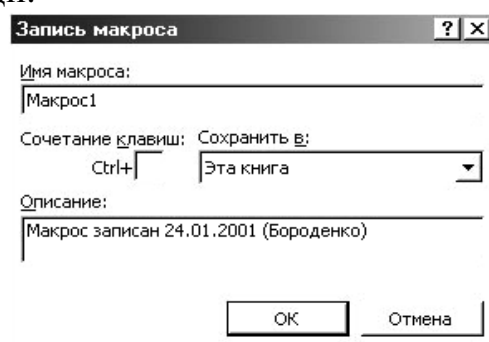 Запись макроса
Имя макроса:
Макрос1
Сочетание клавиш: Сохранить в:
Ctrl+ Эта книга
Описание:
Макрос записан 24.01.2001 (Бороденко)
ОК Отмена